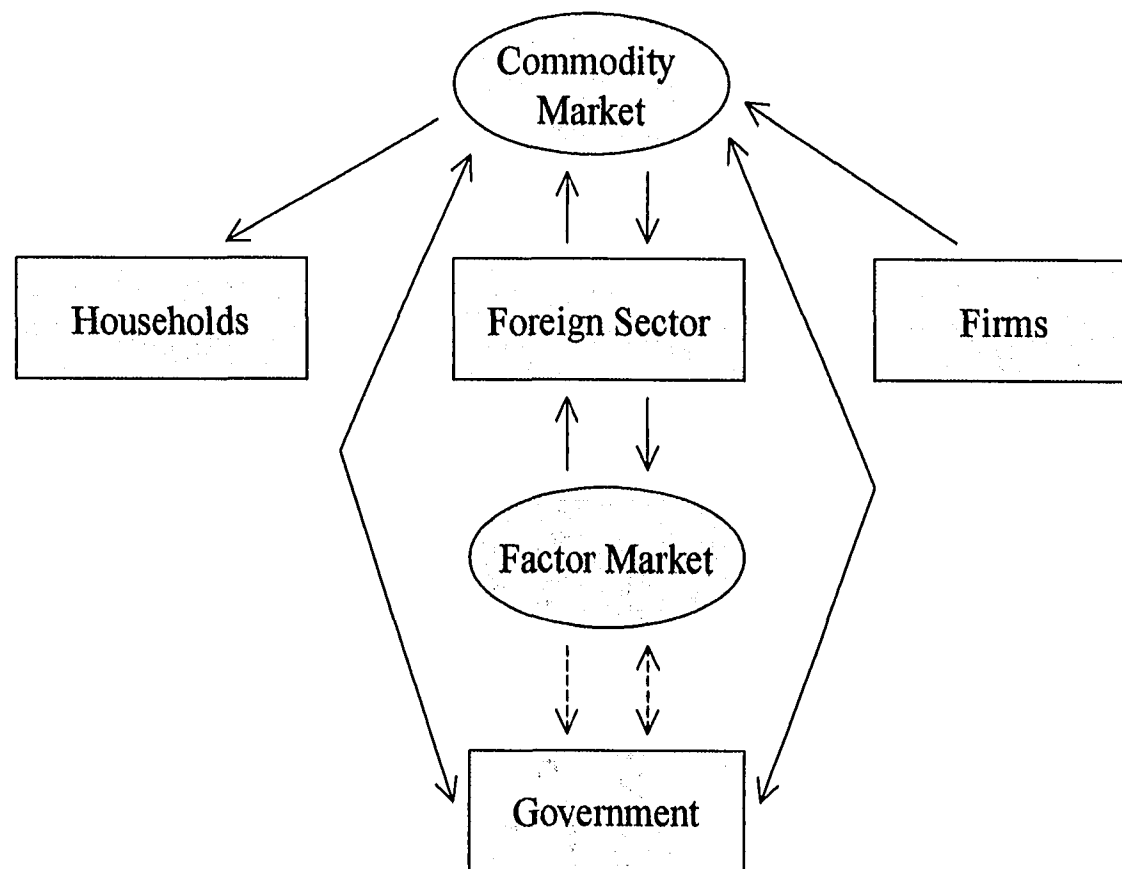 Commodity
Market
Households
Foreign Sector
Firms
Factor Market
Government